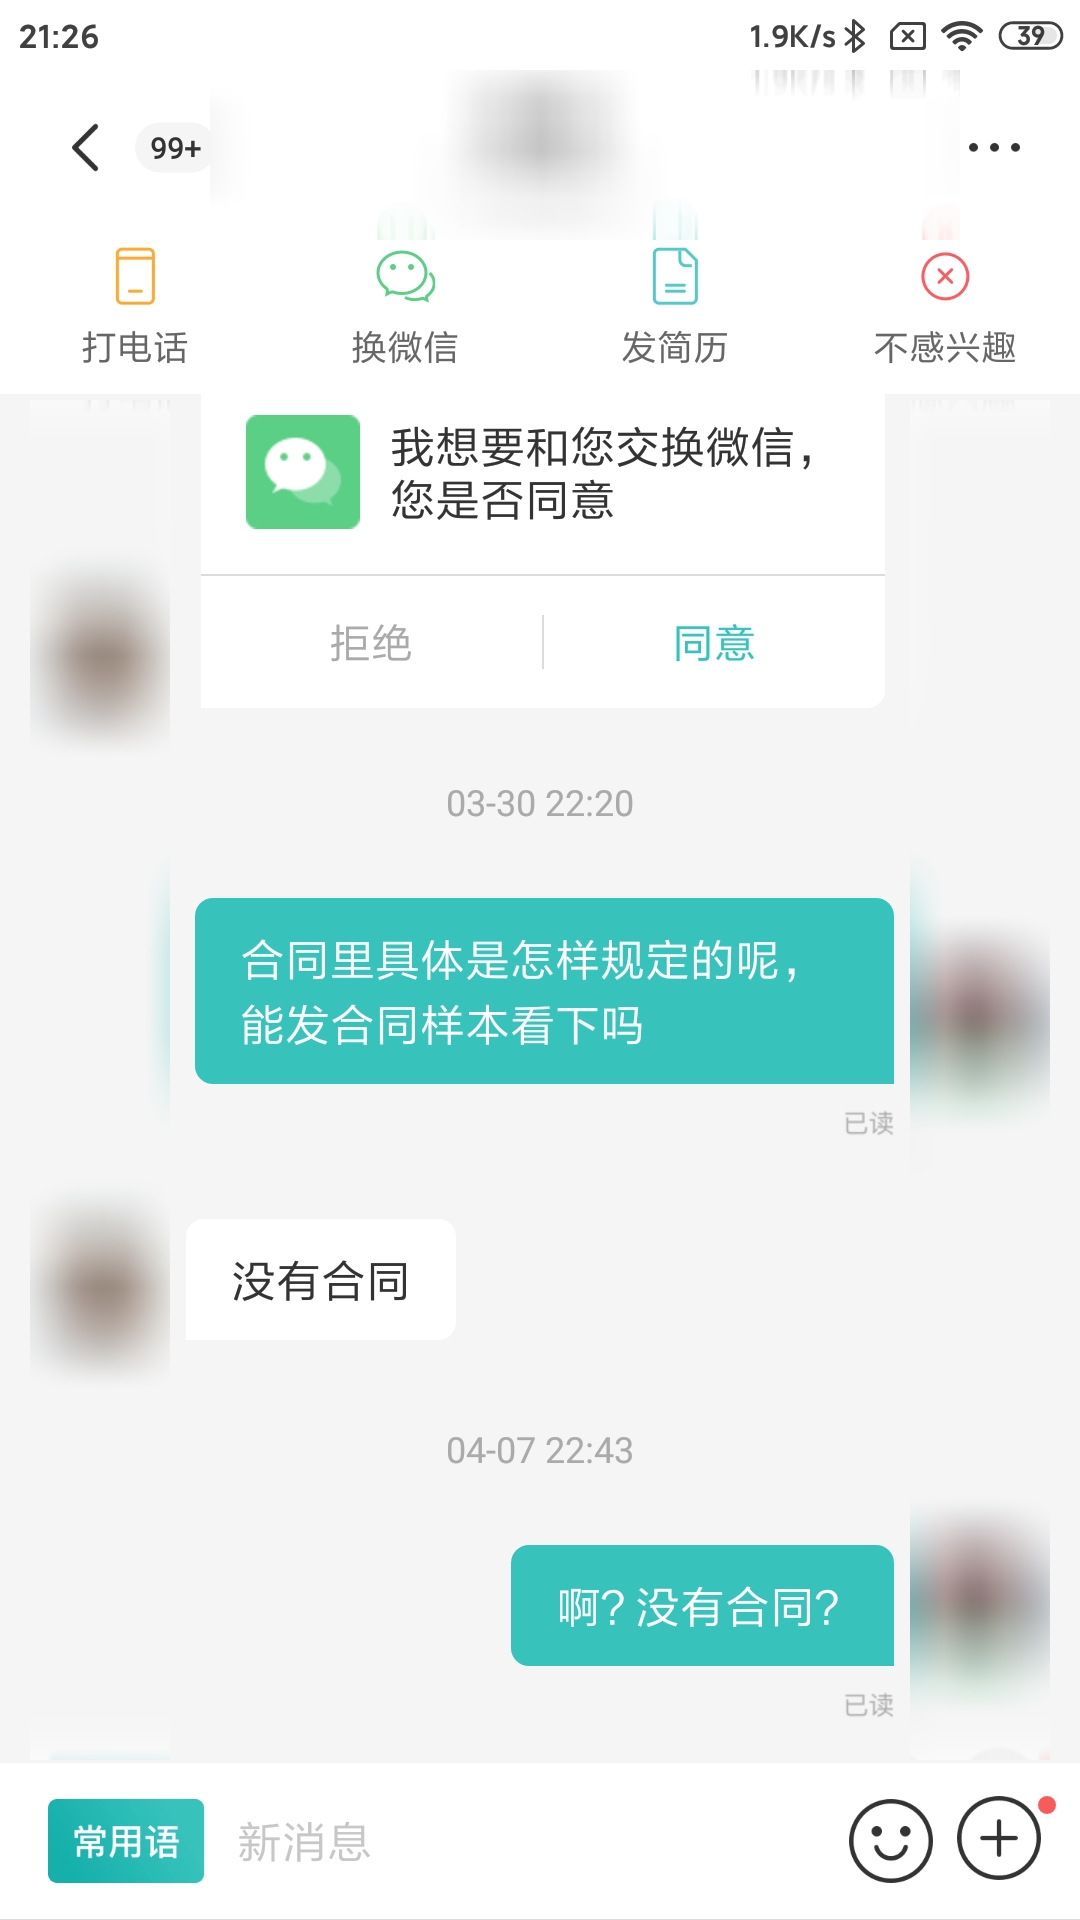 21:26
1.9K/s
39
99+
打电话
换微信
发简历
不感兴趣
我想要和您交换微信，
您是否同意
拒绝
同意
03-30 22:20
合同里具体是怎样规定的呢，
能发合同样本看下吗
已读
没有合同
04-07 22:43
啊？没有合同？
已读
常用语
新消息